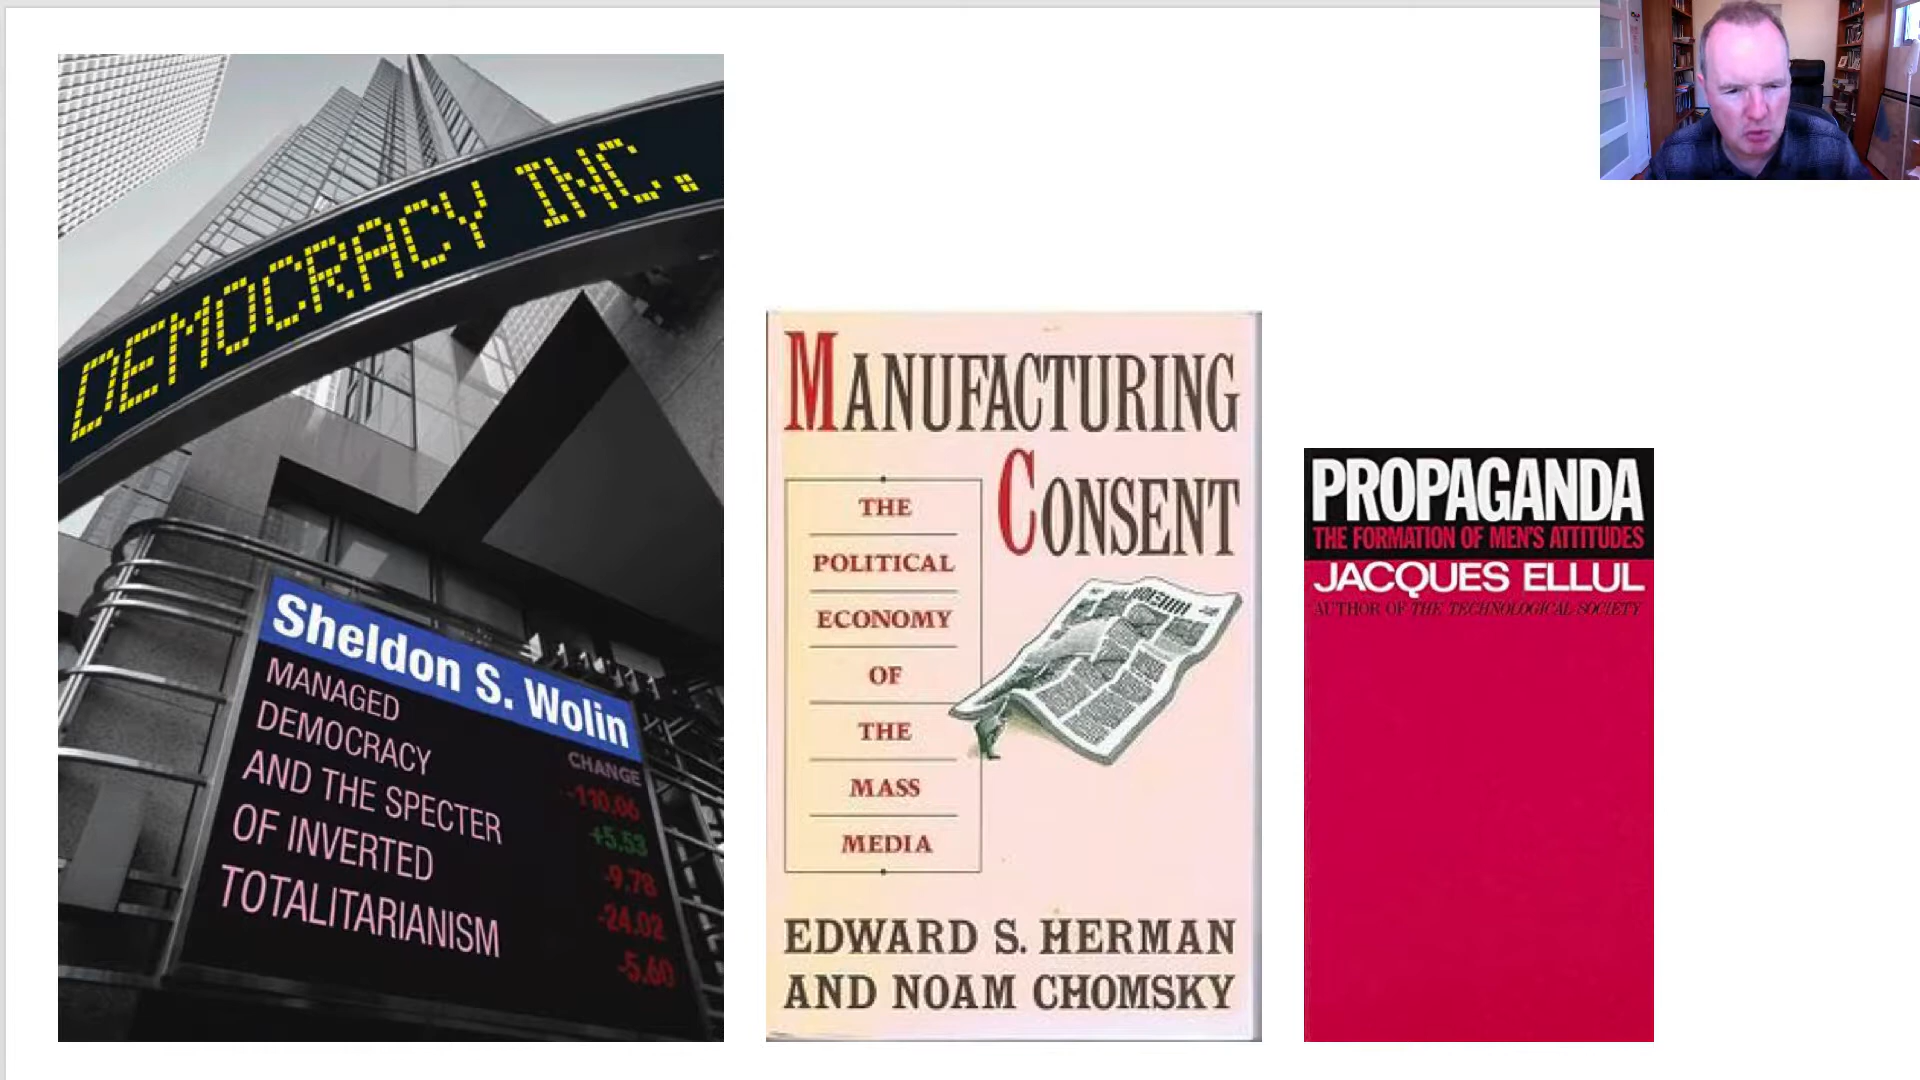 DEMOCRACY INC.
Sheldon S. Wolin
MANAGED
DEMOCRACY
AND THE SPECTER
OF INVERTED
TOTALITARIANISM
CHANGE
-110.06
+5.53
-9.78
-24.02
-5.60
MANUFACTURING
CONSENT
THE
POLITICAL
ECONOMY
OF
THE
MASS
MEDIA
EDWARD S. HERMAN
AND NOAM CHOMSKY
PROPAGANDA
THE FORMATION OF MEN'S ATTITUDES
JACQUES ELLUL
AUTHOR OF THE TECHNOLOGICAL SOCIETY